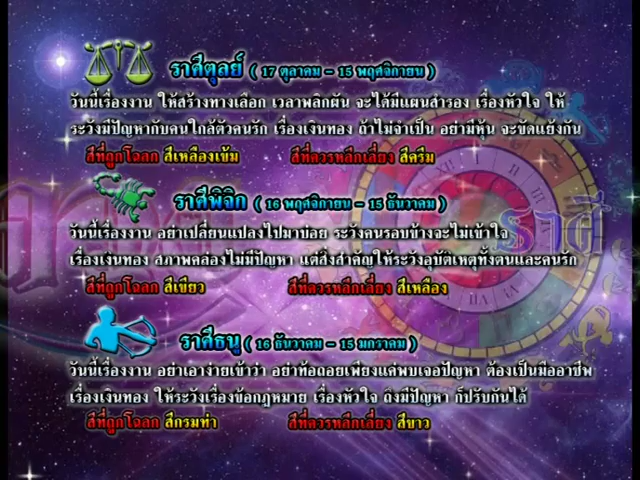 ราศีตุลย์ ( 17 ตุลาคม - 15 พฤศจิกายน )
วันนี้เรื่องงาน ให้สร้างทางเลือก เวลาพลิกผัน จะได้มีแผนสำรอง เรื่องหัวใจ ให้
ระวังมีปัญหากับคนใกล้ตัวคนรัก เรื่องเงินทอง ถ้าไม่จำเป็น อย่ามีหุ้น จะขัดแย้งกัน
สีที่ถูกโฉลก สีเหลืองเข้ม สีที่ควรหลีกเลี่ยง สีครีม
ราศีพิจิก ( 16 พฤศจิกายน - 15 ธันวาคม )
วันนี้เรื่องงาน อย่าเปลี่ยนแปลงไปมาบ่อย ระวังคนรอบข้างจะไม่เข้าใจ
เรื่องเงินทอง สภาพคล่องไม่มีปัญหา แต่สิ่งสำคัญให้ระวังอุบัติเหตุทั้งตนและคนรัก
สีที่ถูกโฉลก สีเขียว สีที่ควรหลีกเลี่ยง สีเหลือง
ราศี
ราศีธนู ( 16 ธันวาคม - 15 มกราคม )
วันนี้เรื่องงาน อย่าเอาง่ายเข้าว่า อย่าท้อถอยเพียงแค่พบเจอปัญหา ต้องเป็นมืออาชีพ
เรื่องเงินทอง ให้ระวังเรื่องข้อกฎหมาย เรื่องหัวใจ ถึงมีปัญหา ก็ปรับกันได้
สีที่ถูกโฉลก สีกรมท่า สีที่ควรหลีกเลี่ยง สีขาว